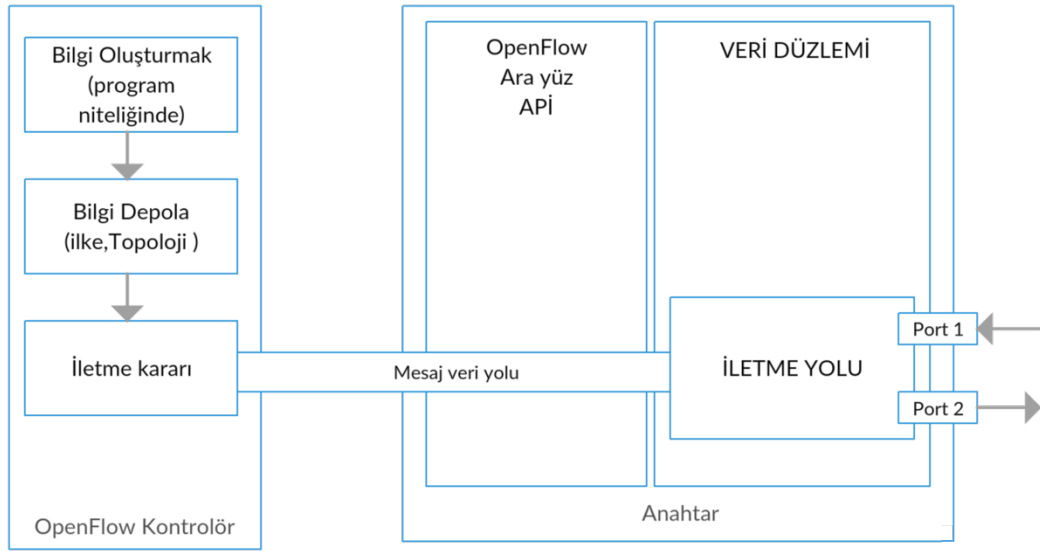 Bilgi Oluşturmak
(program
niteliğinde)
Bilgi Depola
(ilke,Topoloji )
İletme kararı
OpenFlow Kontrolör
OpenFlow
Ara yüz
APİ
VERİ DÜZLEMİ
Mesaj veri yolu
İLETME YOLU
Port 1
Port 2
Anahtar